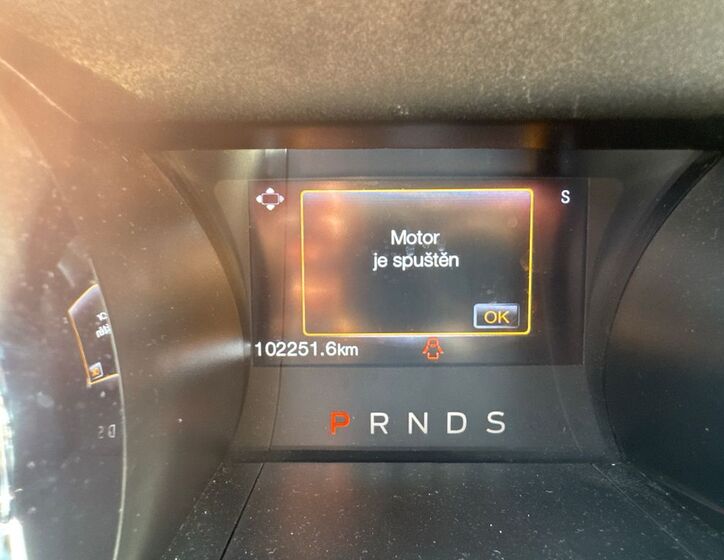 S
Motor
je spuštěn
OK
102251.6km
P R N D S